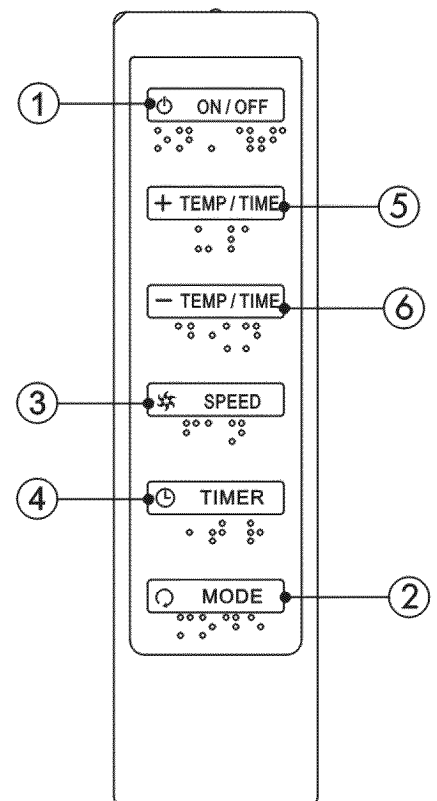 ① ON / OFF
+ TEMP / TIME ⑤
− TEMP / TIME ⑥
③ SPEED
④ TIMER
MODE ②